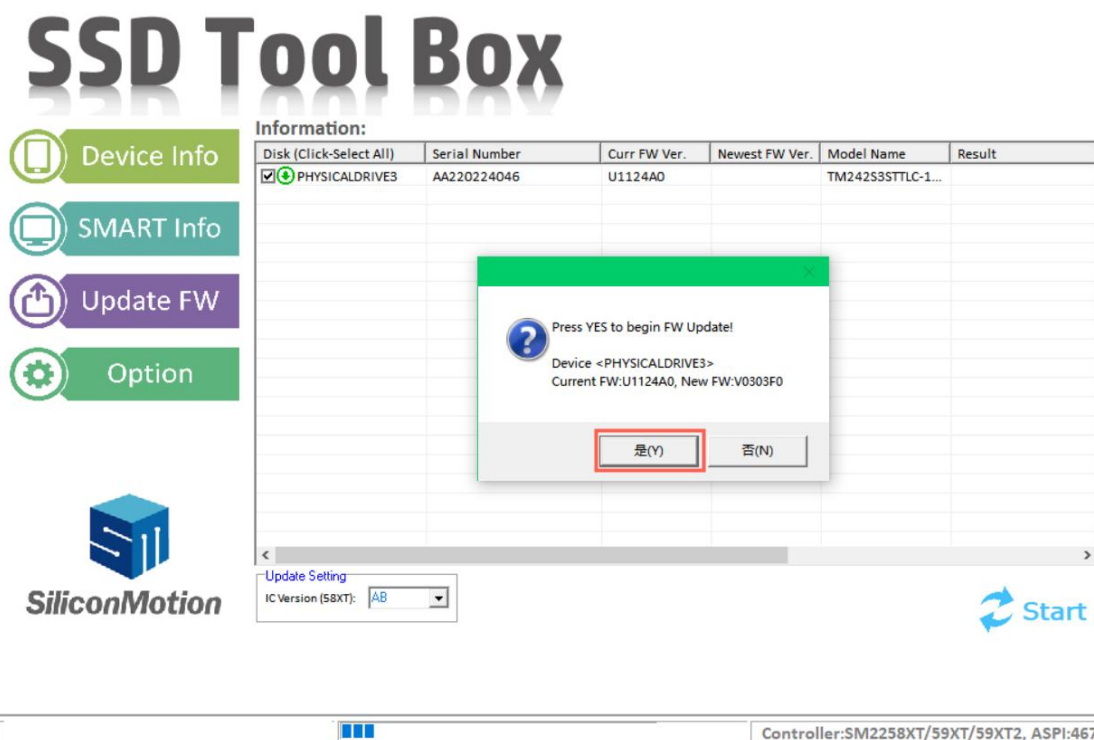 SSD Tool Box
Device Info
SMART Info
Update FW
Option
SiliconMotion
Information:
Disk (Click-Select All) Serial Number Curr FW Ver. Newest FW Ver. Model Name Result
PHYSICALDRIVE3 AA220224046 U1124A0 TM242S3STTLC-1...
Press YES to begin FW Update!
Device <PHYSICALDRIVE3>
Current FW:U1124A0, New FW:V0303F0
是(Y) 否(N)
Update Setting
IC Version (58XT): AB
Start
Controller:SM2258XT/59XT/59XT2, ASPI:467